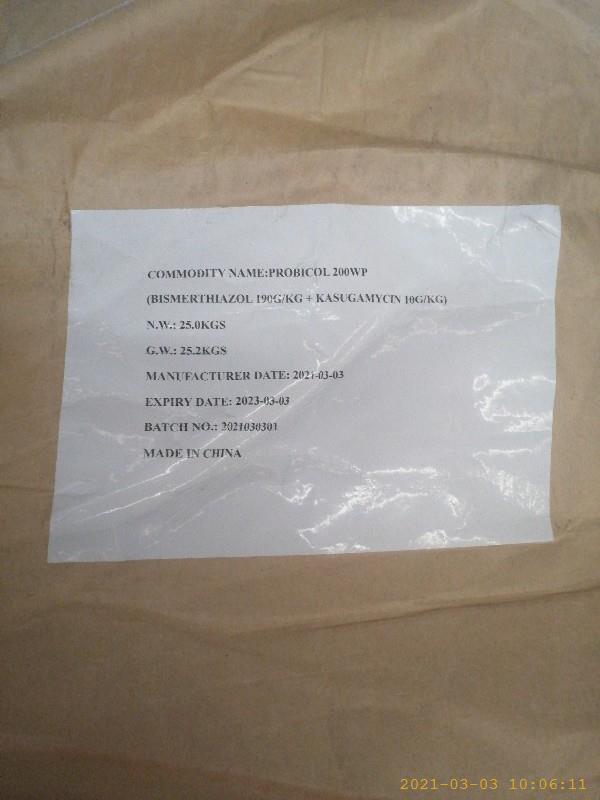 COMMODITY NAME:PROBICOL 200WP
(BISMERTHIAZOL 190G/KG + KASUGAMYCIN 10G/KG)
N.W.: 25.0KGS
G.W.: 25.2KGS
MANUFACTURER DATE: 2021-03-03
EXPIRY DATE: 2023-03-03
BATCH NO.: 2021030301
MADE IN CHINA
2021-03-03 10:06:11